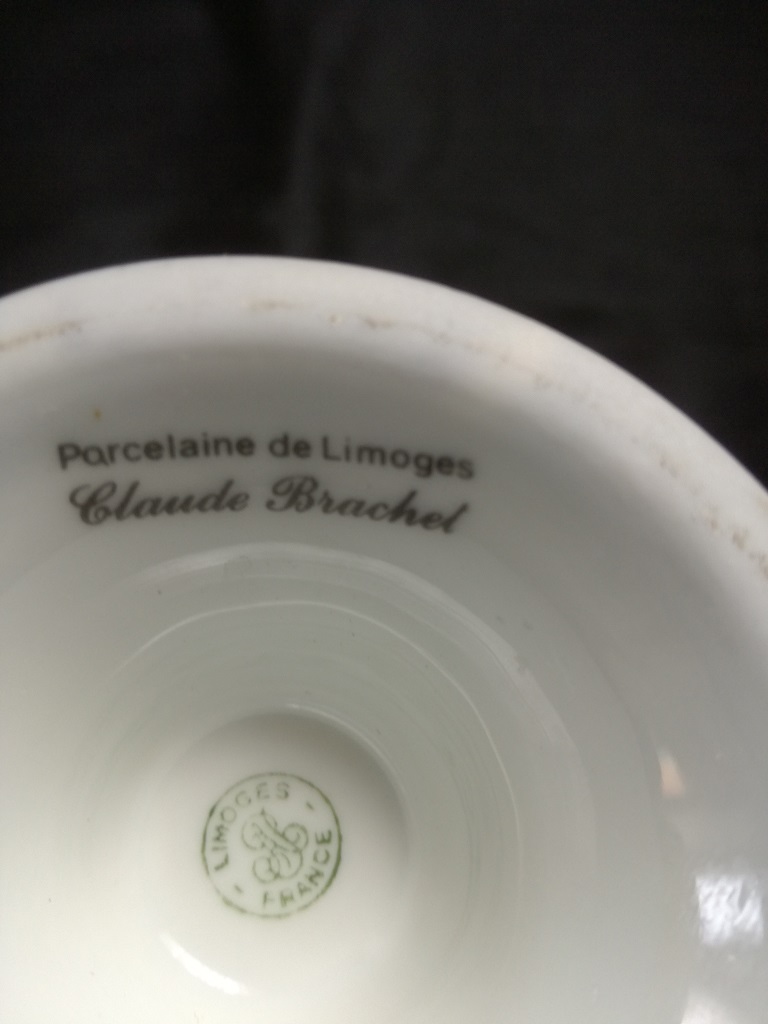 Porcelaine de Limoges
Claude Brachet
LIMOGES -
FRANCE -